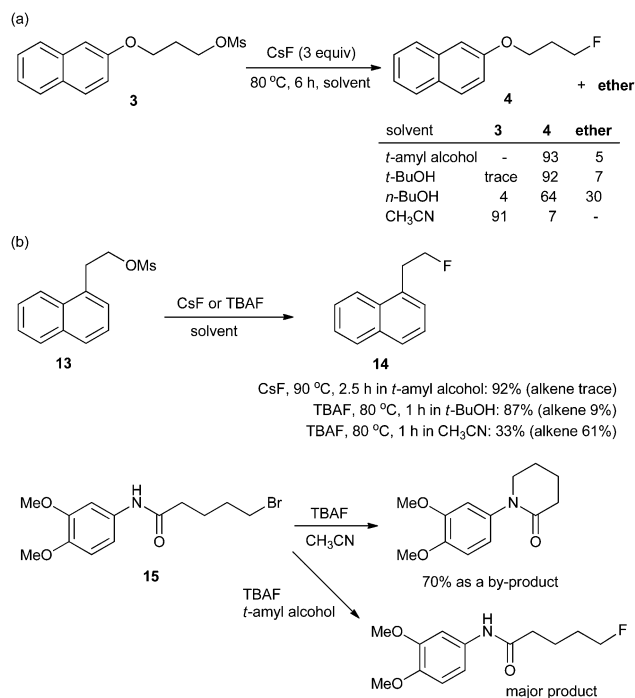 (a)
OMs
O
3
CsF (3 equiv)
80 °C, 6 h, solvent
O
F
4
+ ether
solvent 3 4 ether
t-amyl alcohol - 93 5
t-BuOH trace 92 7
n-BuOH 4 64 30
CH3CN 91 7 -
(b)
OMs
13
CsF or TBAF
solvent
F
14
CsF, 90 °C, 2.5 h in t-amyl alcohol: 92% (alkene trace)
TBAF, 80 °C, 1 h in t-BuOH: 87% (alkene 9%)
TBAF, 80 °C, 1 h in CH3CN: 33% (alkene 61%)
MeO
MeO
H
N
O
Br
15
TBAF
CH3CN
MeO
MeO
N
O
70% as a by-product
TBAF
t-amyl alcohol
MeO
MeO
H
N
O
F
major product